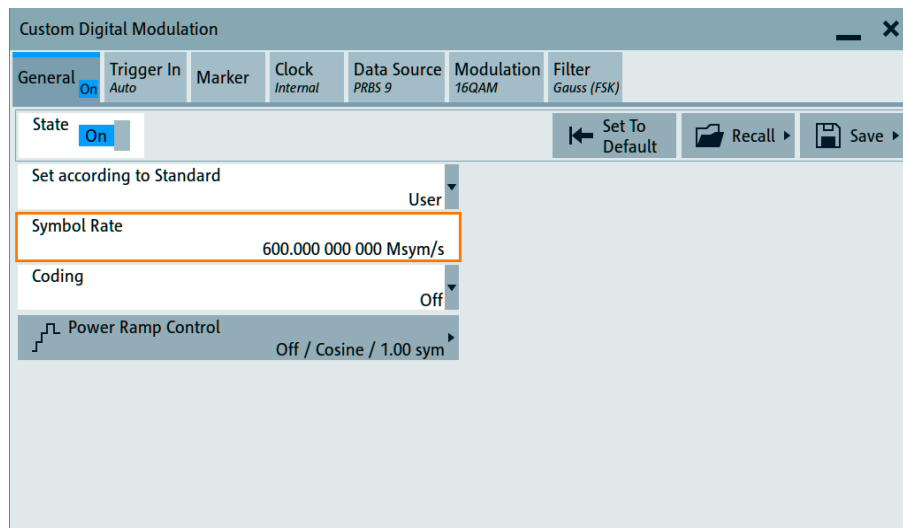 Custom Digital Modulation
General On
Trigger In
Auto
Marker
Clock
Internal
Data Source
PRBS 9
Modulation
16QAM
Filter
Gauss (FSK)
State
On
Set To
Default
Recall
Save
Set according to Standard
User
Symbol Rate
600.000 000 000 Msym/s
Coding
Off
Power Ramp Control
Off / Cosine / 1.00 sym